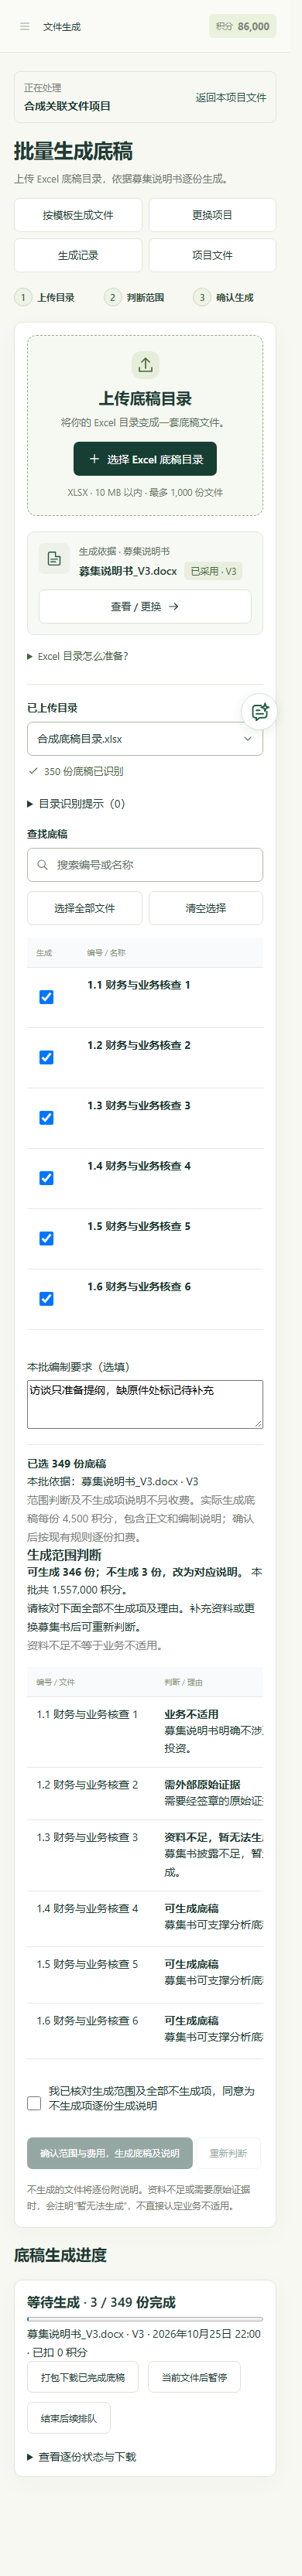 文件生成
积分 86,000
正在处理
合成关联文件项目
返回本项目文件
批量生成底稿
上传 Excel 底稿目录，依据募集说明书逐份生成。
按模板生成文件
更换项目
生成记录
项目文件
1 上传目录
2 判断范围
3 确认生成
上传底稿目录
将你的 Excel 目录变成一套底稿文件。
选择 Excel 底稿目录
XLSX · 10 MB 以内 · 最多 1,000 份文件
生成依据 · 募集说明书
募集说明书_V3.docx 已采用 · V3
查看 / 更换 →
Excel 目录怎么准备？
已上传目录
合成底稿目录.xlsx
350 份底稿已识别
目录识别提示（0）
查找底稿
搜索编号或名称
选择全部文件
清空选择
生成 编号 / 名称
1.1 财务与业务核查 1
1.2 财务与业务核查 2
1.3 财务与业务核查 3
1.4 财务与业务核查 4
1.5 财务与业务核查 5
1.6 财务与业务核查 6
本批编制要求（选填）
访谈只准备提纲，缺原件处标记待补充
已选 349 份底稿
本批依据：募集说明书_V3.docx · V3
范围判断及不生成项说明不另收费。实际生成底
稿每份 4,500 积分，包含正文和编制说明；确认
后按现有规则逐份扣费。
生成范围判断
可生成 346 份；不生成 3 份，改为对应说明。 本
批共 1,557,000 积分。
请核对下面全部不生成项及理由。补充资料或更
换募集书后可重新判断。
资料不足不等于业务不适用。
编号 / 文件 判断 / 理由
1.1 财务与业务核查 1 业务不适用
募集说明书明确不涉
投资。
1.2 财务与业务核查 2 需外部原始证据
需要经签章的原始证
1.3 财务与业务核查 3 资料不足，暂无法生
募集书披露不足，暂
成。
1.4 财务与业务核查 4 可生成底稿
募集书可支撑分析底
1.5 财务与业务核查 5 可生成底稿
募集书可支撑分析底
1.6 财务与业务核查 6 可生成底稿
募集书可支撑分析底
我已核对生成范围及全部不生成项，同意为
不生成项逐份生成说明
确认范围与费用，生成底稿及说明
重新判断
不生成的文件将逐份附说明。资料不足或需要原始证据
时，会注明“暂无法生成”，不直接认定业务不适用。
底稿生成进度
等待生成 · 3 / 349 份完成
募集说明书_V3.docx · V3 · 2026年10月25日 22:00
· 已扣 0 积分
打包下载已完成底稿
当前文件后暂停
结束后续排队
查看逐份状态与下载